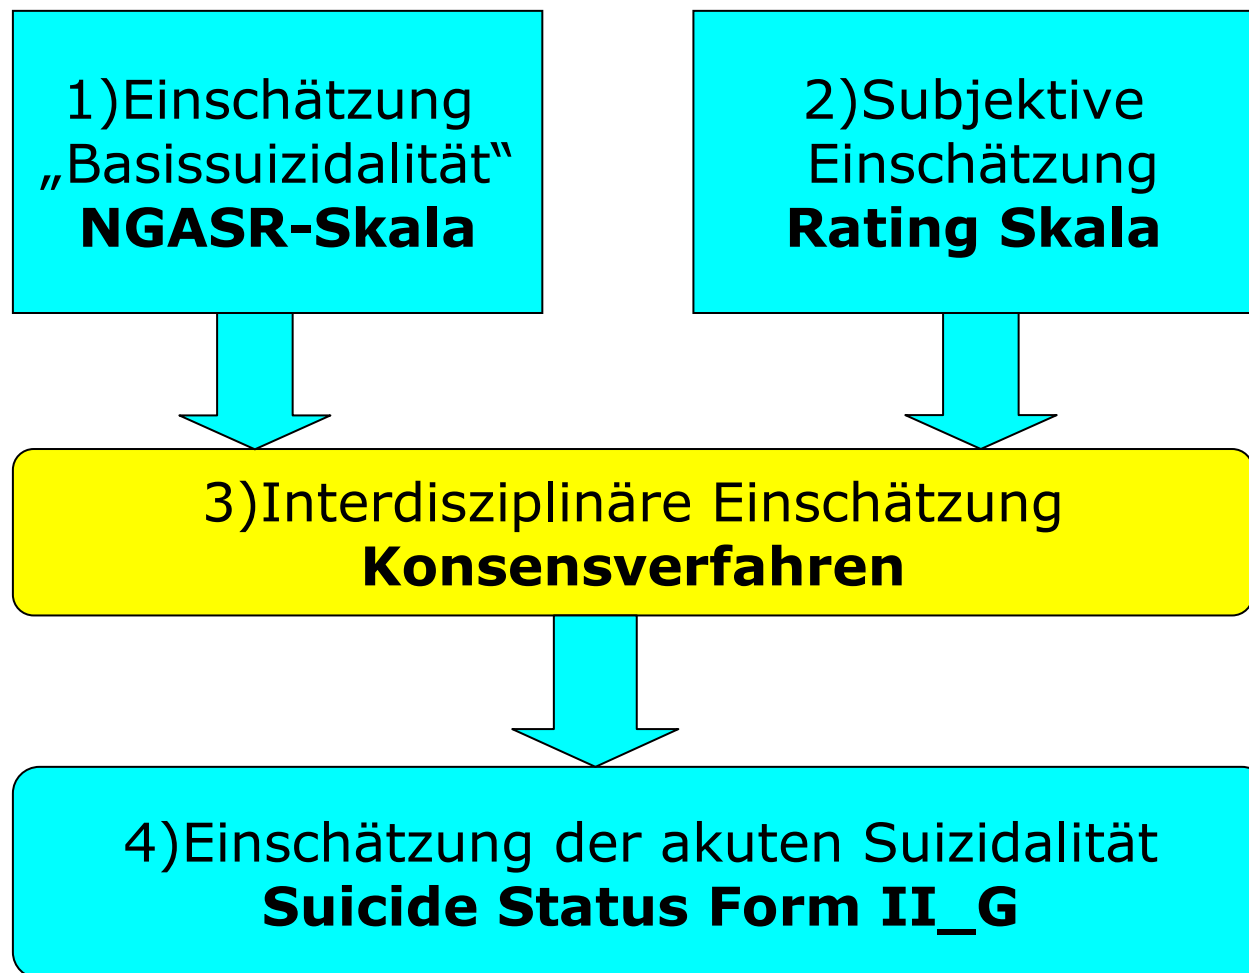 1)Einschätzung
„Basissuizidalität“
NGASR-Skala
2)Subjektive
Einschätzung
Rating Skala
3)Interdisziplinäre Einschätzung
Konsensverfahren
4)Einschätzung der akuten Suizidalität
Suicide Status Form II_G